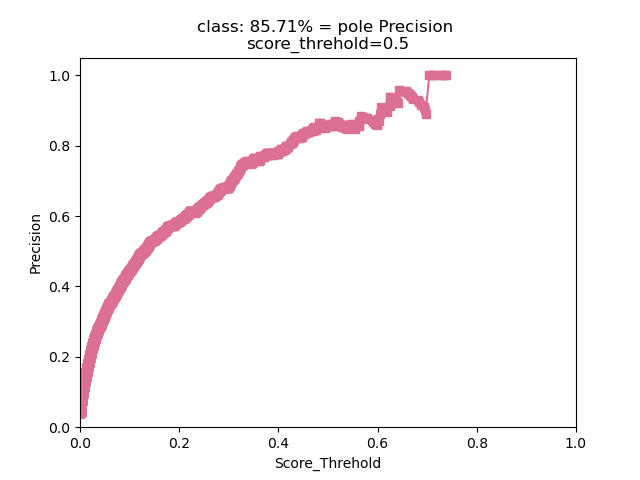 class: 85.71% = pole Precision
score_threhold=0.5
Precision
1.0
0.8
0.6
0.4
0.2
0.0
0.0 0.2 0.4 0.6 0.8 1.0
Score_Threhold